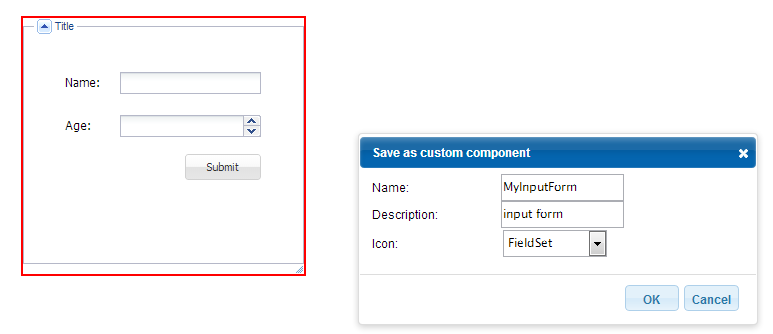 Title
Name:
Age:
Submit
Save as custom component
Name: MyInputForm
Description: input form
Icon: FieldSet
OK Cancel